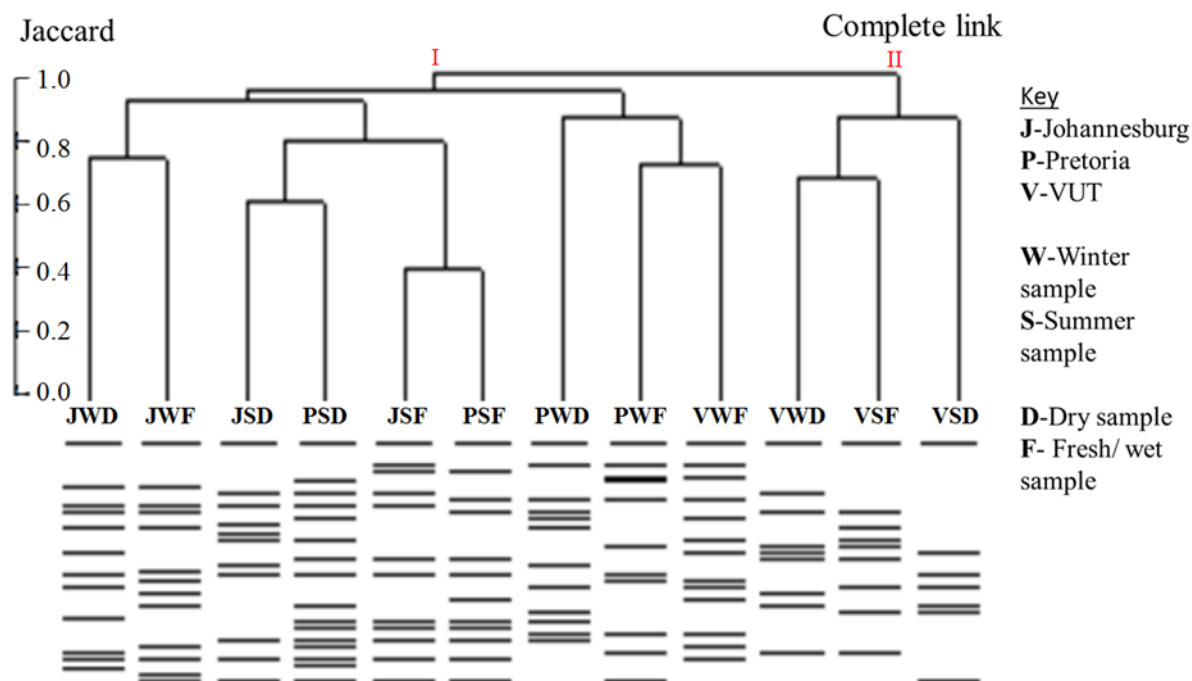 Jaccard
Complete link
I
II
1.0
0.8
0.6
0.4
0.2
0.0
JWD JWF JSD PSD JSF PSF PWD PWF VWF VWD VSF VSD
Key
J-Johannesburg
P-Pretoria
V-VUT
W-Winter
sample
S-Summer
sample
D-Dry sample
F- Fresh/ wet
sample